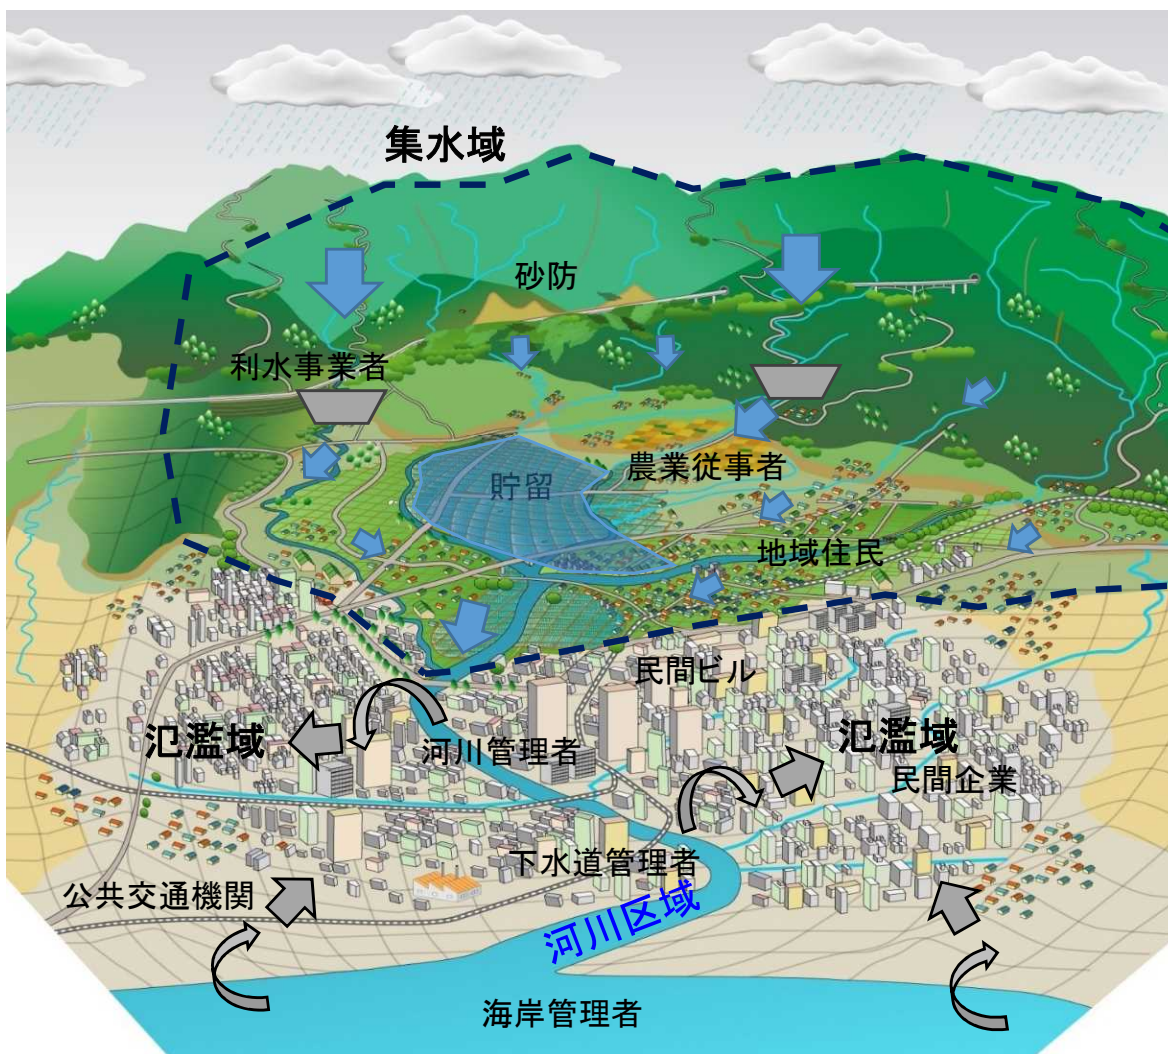 集水域
砂防
利水事業者
農業従事者
貯留
地域住民
民間ビル
氾濫域
河川管理者
氾濫域
民間企業
下水道管理者
公共交通機関
河川区域
海岸管理者